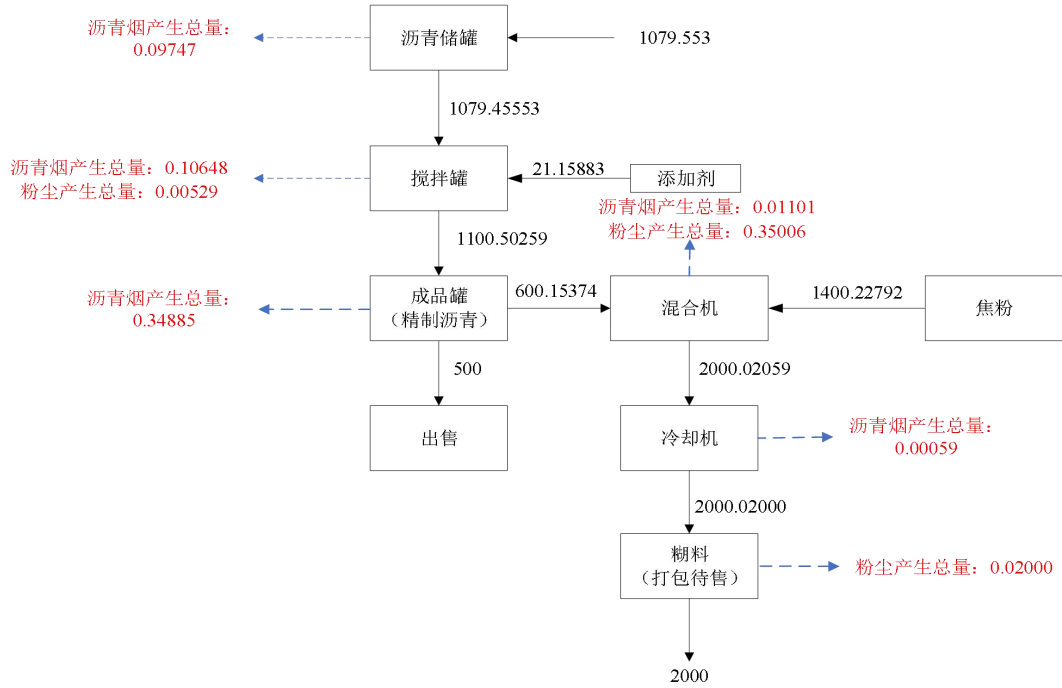 沥青烟产生总量：
0.09747
沥青储罐
1079.553
1079.45553
沥青烟产生总量：0.10648
粉尘产生总量：0.00529
搅拌罐
21.15883
添加剂
沥青烟产生总量：0.01101
粉尘产生总量：0.35006
1100.50259
沥青烟产生总量：
0.34885
成品罐
（精制沥青）
600.15374
混合机
1400.22792
焦粉
500
2000.02059
出售
冷却机
沥青烟产生总量：
0.00059
2000.02000
糊料
（打包待售）
粉尘产生总量：0.02000
2000